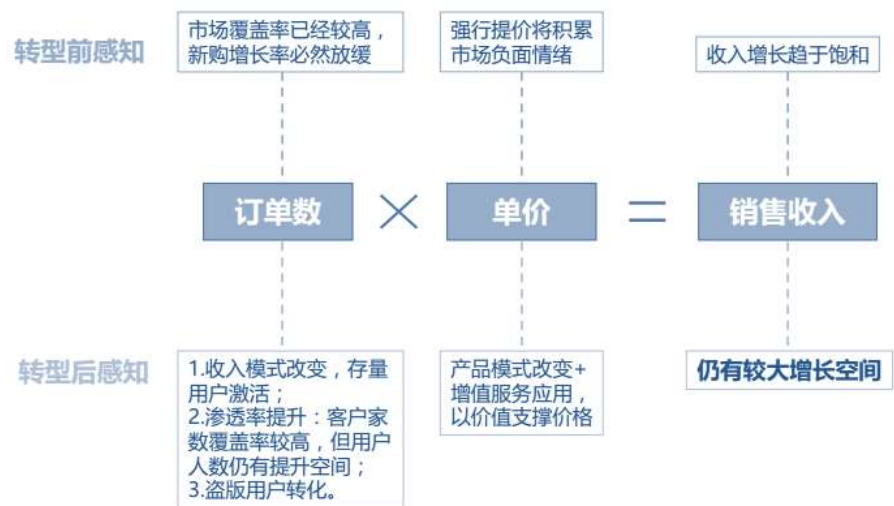 转型前感知
市场覆盖率已经较高，
新购增长率必然放缓
强行提价将积累
市场负面情绪
收入增长趋于饱和
订单数
×
单价
=
销售收入
转型后感知
1.收入模式改变，存量
用户激活；
2.渗透率提升：客户家
数覆盖率较高，但用户
人数仍有提升空间；
3.盗版用户转化。
产品模式改变+
增值服务应用，
以价值支撑价格
仍有较大增长空间